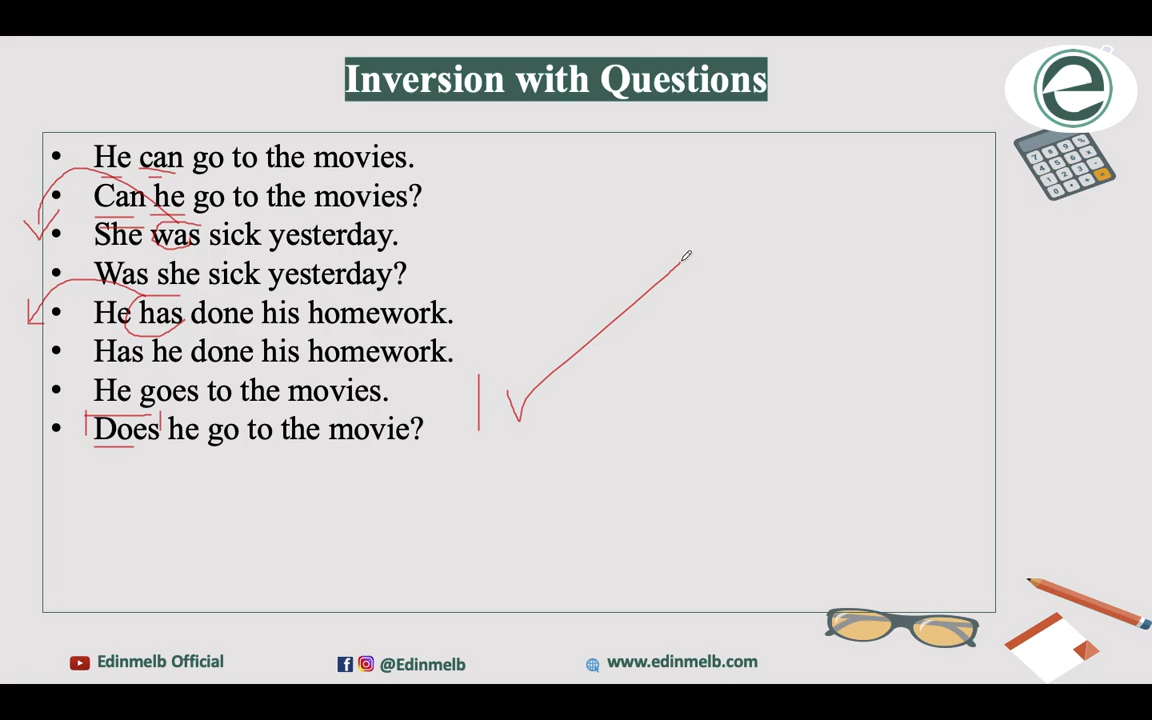 Inversion with Questions
• He can go to the movies.
• Can he go to the movies?
• She was sick yesterday.
• Was she sick yesterday?
• He has done his homework.
• Has he done his homework.
• He goes to the movies.
• Does he go to the movie?
Edinmelb Official
@Edinmelb
www.edinmelb.com